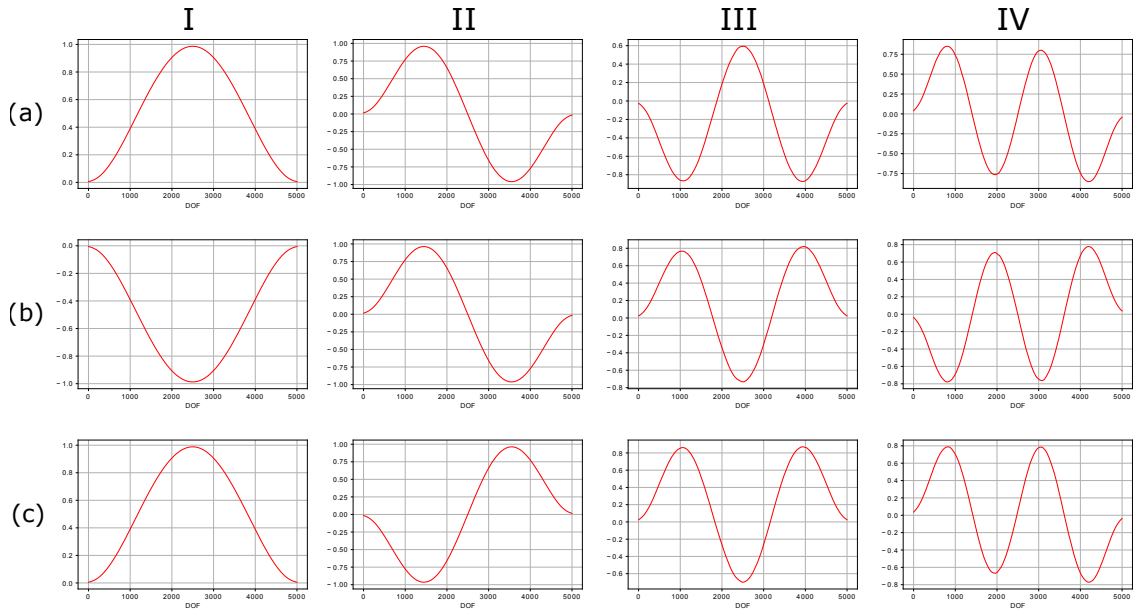 I II III IV
(a)
1.0 0.8 0.6 0.4 0.2 0.0
0 1000 2000 3000 4000 5000
DOF
1.00 0.75 0.50 0.25 0.00 −0.25 −0.50 −0.75 −1.00
0 1000 2000 3000 4000 5000
DOF
0.6 0.4 0.2 0.0 −0.2 −0.4 −0.6 −0.8
0 1000 2000 3000 4000 5000
DOF
0.75 0.50 0.25 0.00 −0.25 −0.50 −0.75
0 1000 2000 3000 4000 5000
DOF
(b)
0.0 −0.2 −0.4 −0.6 −0.8 −1.0
0 1000 2000 3000 4000 5000
DOF
1.00 0.75 0.50 0.25 0.00 −0.25 −0.50 −0.75 −1.00
0 1000 2000 3000 4000 5000
DOF
0.8 0.6 0.4 0.2 0.0 −0.2 −0.4 −0.6 −0.8
0 1000 2000 3000 4000 5000
DOF
0.8 0.6 0.4 0.2 0.0 −0.2 −0.4 −0.6 −0.8
0 1000 2000 3000 4000 5000
DOF
(c)
1.0 0.8 0.6 0.4 0.2 0.0
0 1000 2000 3000 4000 5000
DOF
1.00 0.75 0.50 0.25 0.00 −0.25 −0.50 −0.75 −1.00
0 1000 2000 3000 4000 5000
DOF
0.8 0.6 0.4 0.2 0.0 −0.2 −0.4 −0.6
0 1000 2000 3000 4000 5000
DOF
0.8 0.6 0.4 0.2 0.0 −0.2 −0.4 −0.6 −0.8
0 1000 2000 3000 4000 5000
DOF